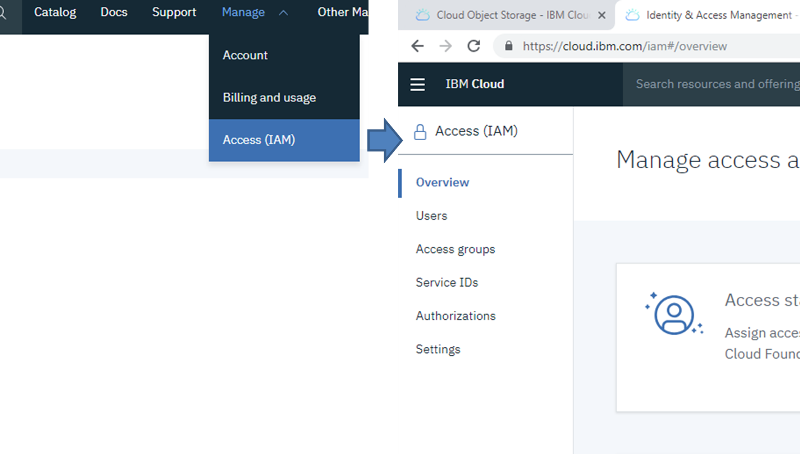 Catalog Docs Support Manage Other Ma
Account
Billing and usage
Access (IAM)
Cloud Object Storage - IBM Clou
Identity & Access Management -
https://cloud.ibm.com/iam#/overview
IBM Cloud
Search resources and offering
Access (IAM)
Manage access a
Overview
Users
Access groups
Service IDs
Authorizations
Settings
Access sta
Assign acces
Cloud Found